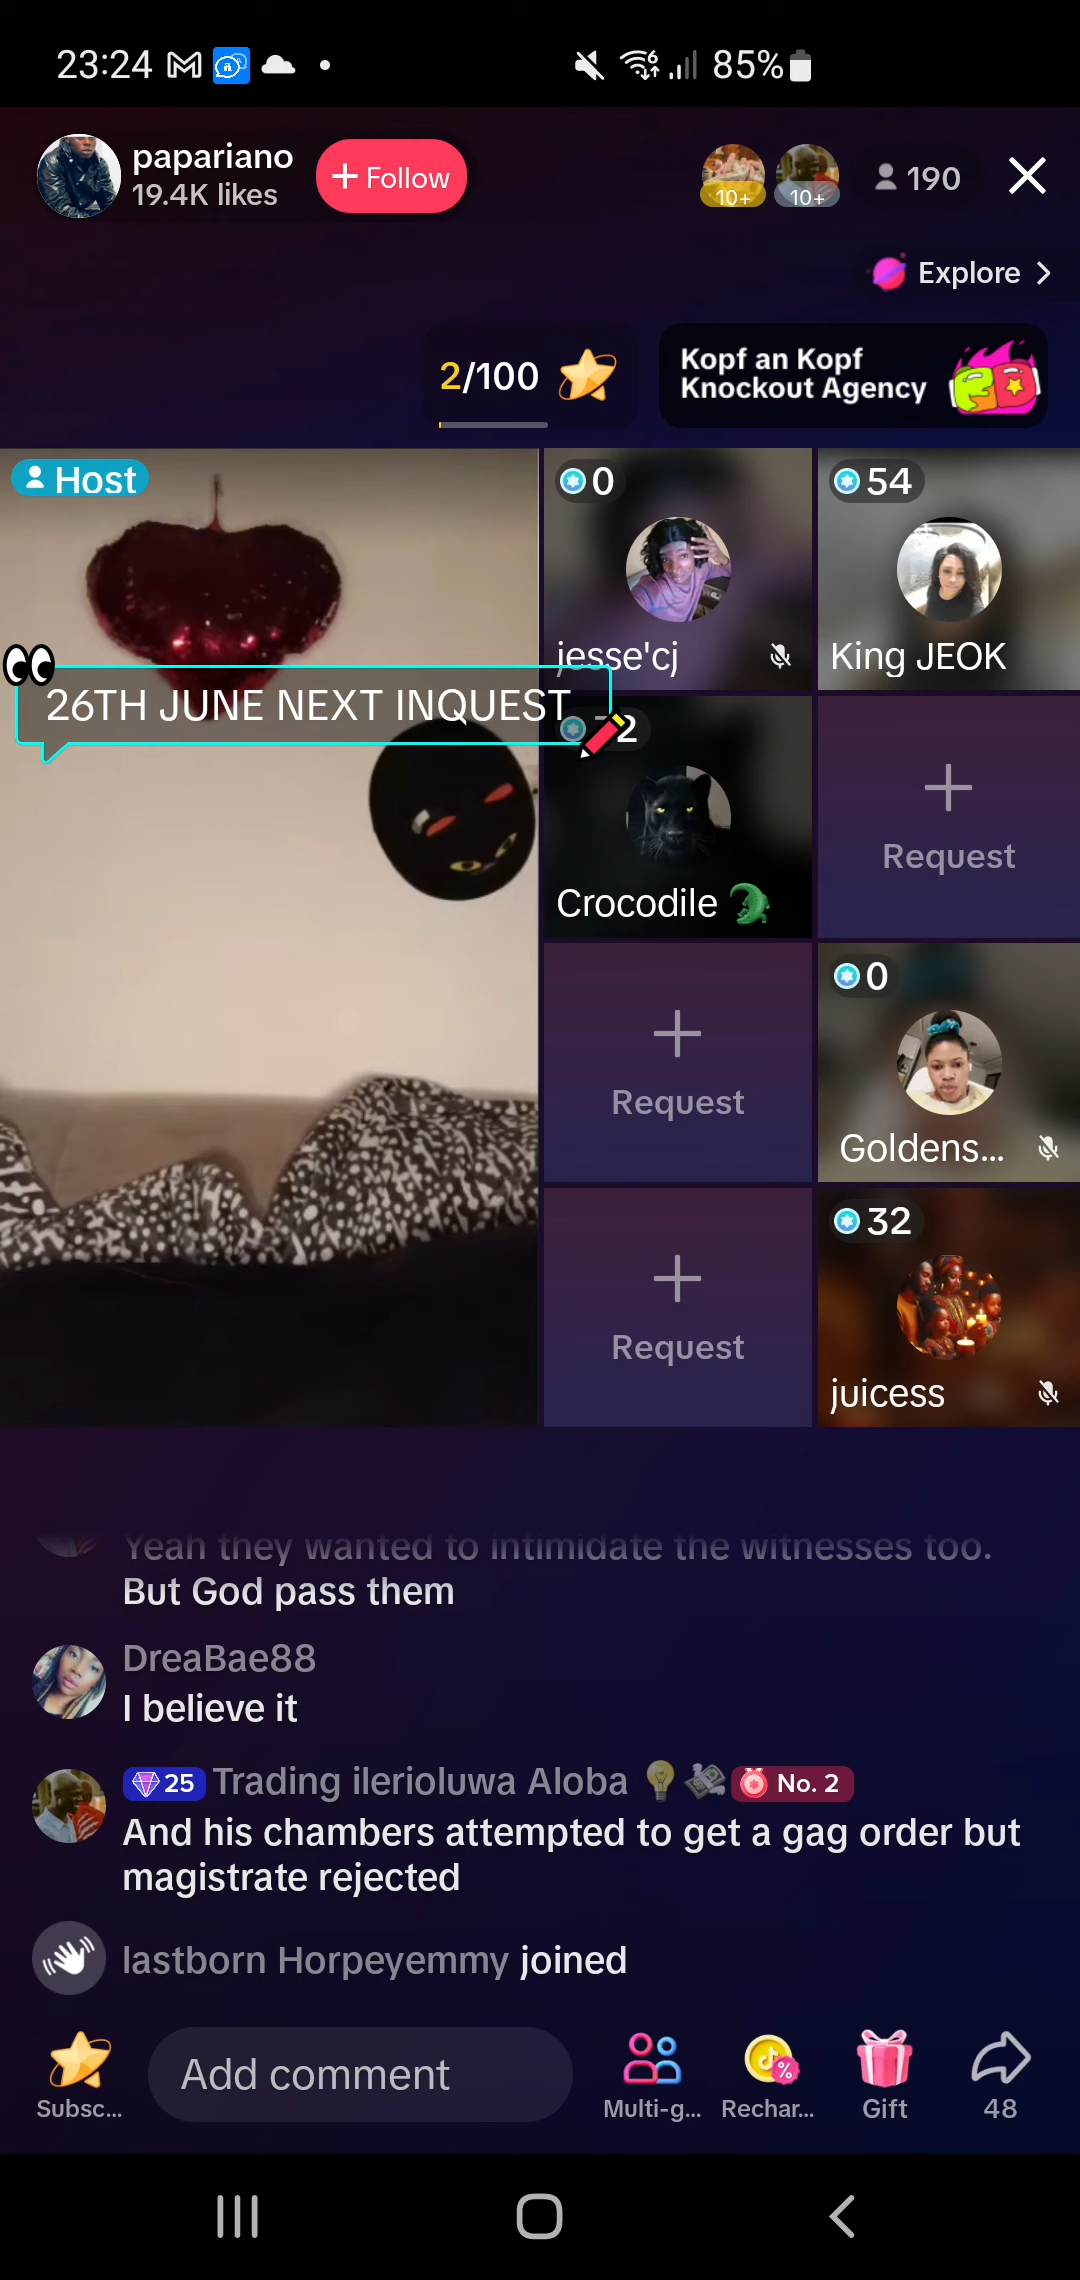 23:24
85%
papariano
19.4K likes
+ Follow
10+
10+
190
Explore >
2/100
Kopf an Kopf
Knockout Agency
Host
0
54
jesse'cj
King JEOK
26TH JUNE NEXT INQUEST
2
Request
Crocodile 🐊
0
Request
Goldens...
32
Request
juicess
Yeah they wanted to intimidate the witnesses too.
But God pass them
DreaBae88
I believe it
25 Trading ilerioluwa Aloba 💡💸 No. 2
And his chambers attempted to get a gag order but
magistrate rejected
lastborn Horpeyemmy joined
Add comment
Subsc...
Multi-g...
Rechar...
Gift
48